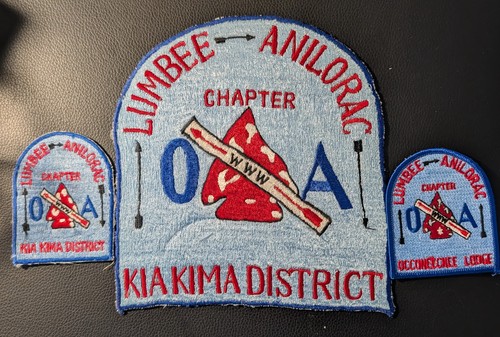 LUMBEE ANILORAC
CHAPTER
O A
WWW
KIA KIMA DISTRICT
LUMBEE ANILORAC
CHAPTER
O A
WWW
KIA KIMA DISTRICT
LUMBEE ANILORAC
CHAPTER
O A
WWW
OCCONEECHEE LODGE